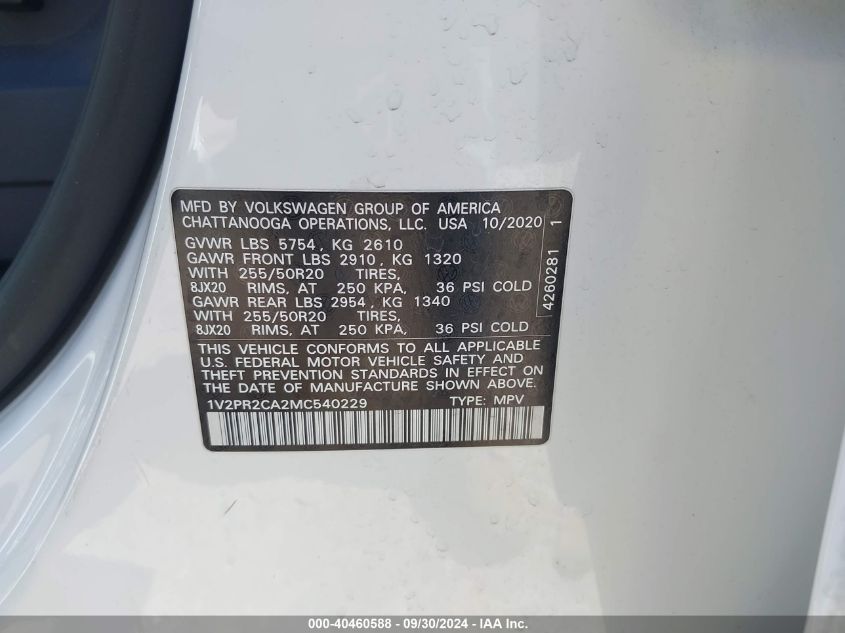 MFD BY VOLKSWAGEN GROUP OF AMERICA
CHATTANOOGA OPERATIONS, LLC. USA 10/2020
GVWR LBS 5754, KG 2610
GAWR FRONT LBS 2910, KG 1320
WITH 255/50R20 TIRES,
8JX20 RIMS, AT 250 KPA, 36 PSI COLD
GAWR REAR LBS 2954, KG 1340
WITH 255/50R20 TIRES,
8JX20 RIMS, AT 250 KPA, 36 PSI COLD
THIS VEHICLE CONFORMS TO ALL APPLICABLE
U.S. FEDERAL MOTOR VEHICLE SAFETY AND
THEFT PREVENTION STANDARDS IN EFFECT ON
THE DATE OF MANUFACTURE SHOWN ABOVE.
1V2PR2CA2MC540229 TYPE: MPV
4260281 1
000-40460588 - 09/30/2024 - IAA Inc.